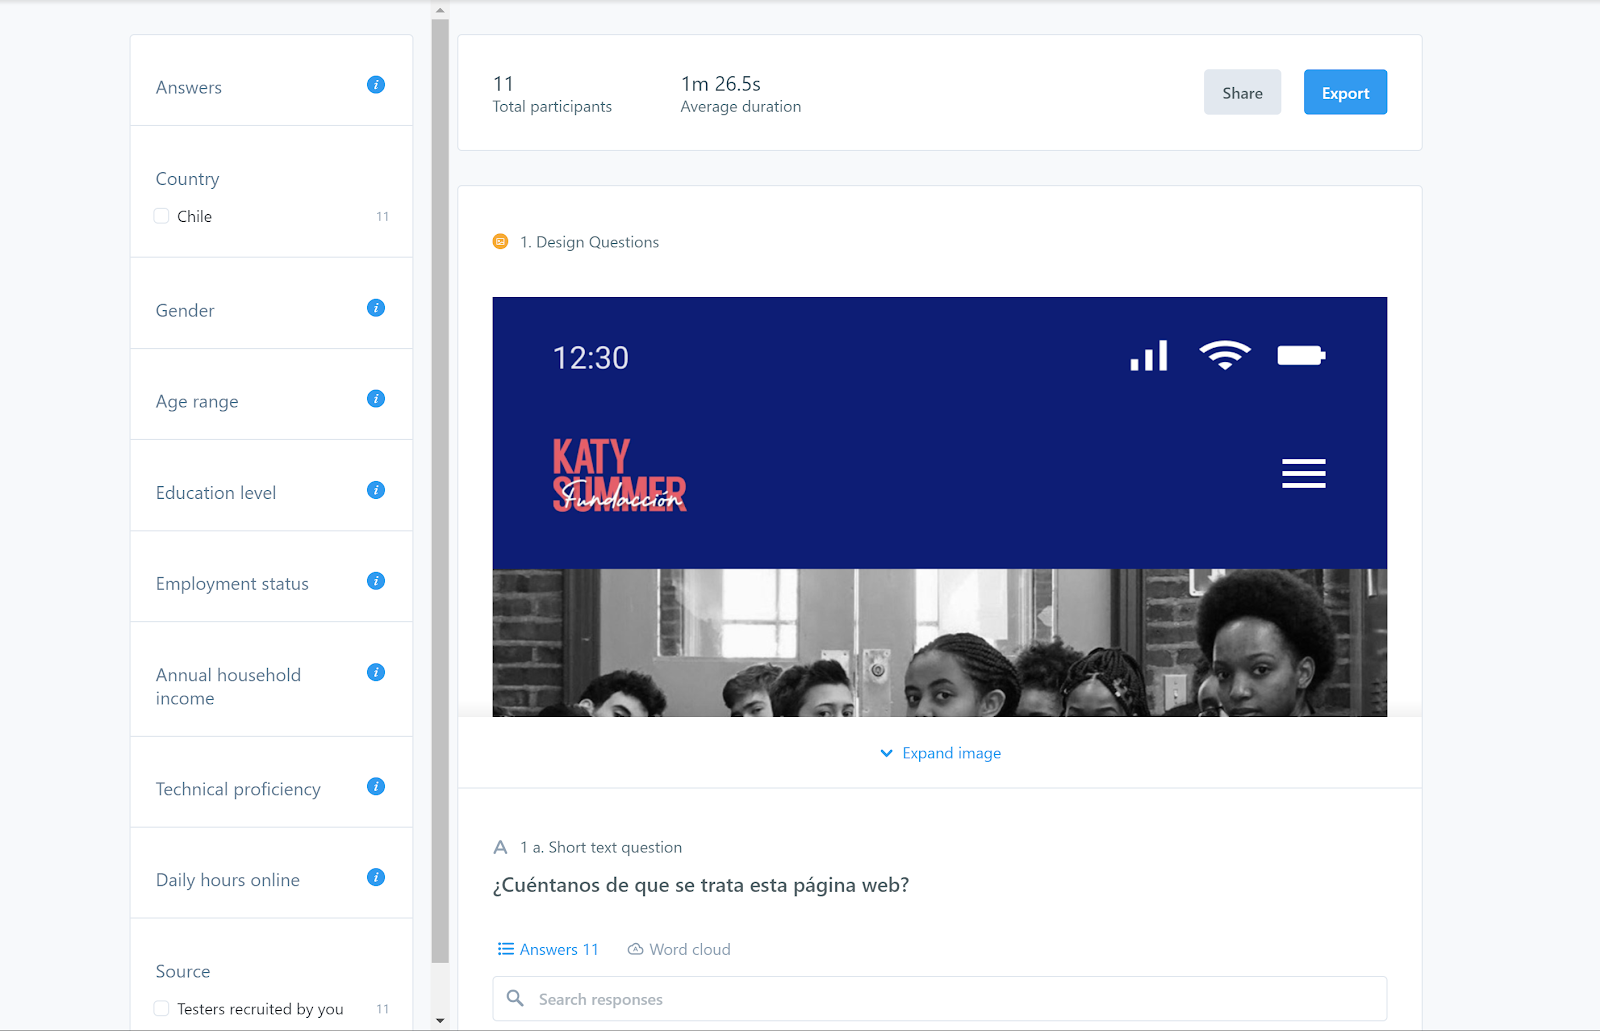 Answers
Country
Chile 11
Gender
Age range
Education level
Employment status
Annual household
income
Technical proficiency
Daily hours online
Source
Testers recruited by you 11
11
Total participants
1m 26.5s
Average duration
Share
Export
1. Design Questions
12:30
KATY
SUMMER
Fundacción
Expand image
1 a. Short text question
¿Cuéntanos de que se trata esta página web?
Answers 11
Word cloud
Search responses